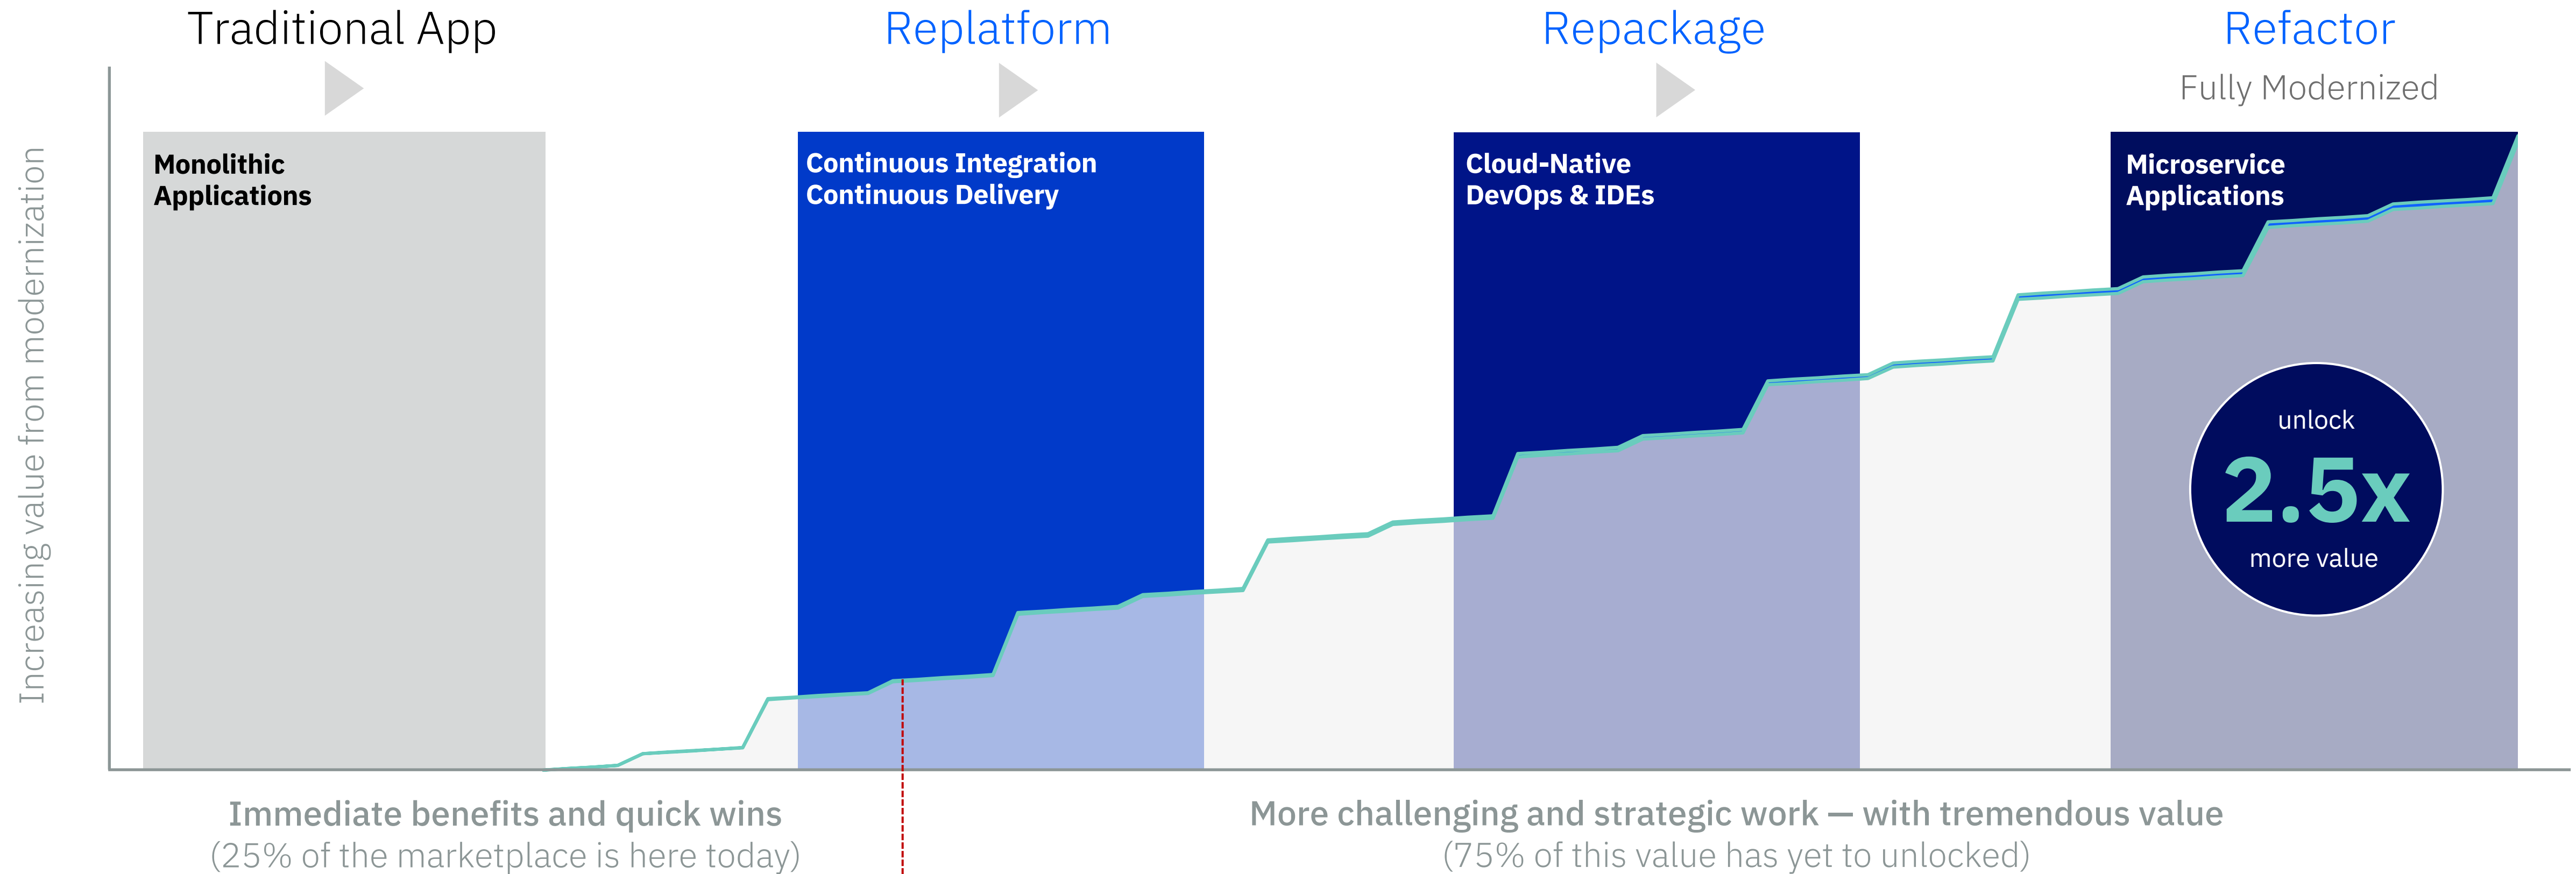 Traditional App
Replatform
Repackage
Refactor
Fully Modernized
Increasing value from modernization
Monolithic
Applications
Continuous Integration
Continuous Delivery
Cloud-Native
DevOps & IDEs
Microservice
Applications
unlock
2.5x
more value
Immediate benefits and quick wins
(25% of the marketplace is here today)
More challenging and strategic work — with tremendous value
(75% of this value has yet to unlocked)